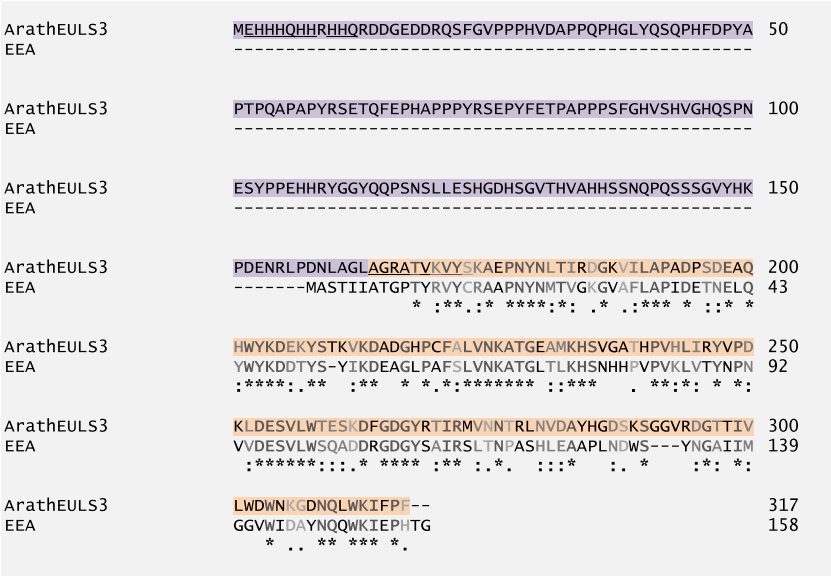 ArathEULS3 MEHHHQHHRHHQRDDGEDDRQSFGVPPPHVDAPPQPHGLYQSQPHFDPYA 50
EEA --------------------------------------------------
ArathEULS3 PTPQAPAPYRSETQFEPHAPPPYRSEPYFETPAPPPSFGHVSHVGHQSPN 100
EEA --------------------------------------------------
ArathEULS3 ESYPPEHHRYGGYQQPSNSLLESHGDHSGVTHVAHHSSNQPQSSSGVYHK 150
EEA --------------------------------------------------
ArathEULS3 PDENRLPDNLAGLAGRATVKVYSKAEPNYNLTIRDGKVILAPADPSDEAQ 200
EEA -------MASTIIATGPTYRVYCRAAPNYNMTVGKGVAFLAPIDETNELQ 43
* :**.:* ****:*: .* .:*** * ::* *
ArathEULS3 HWYKDEKYSTKVKDADGHPCFALVNKATGEAMKHSVGATHPVHLIRYVPD 250
EEA YWYKDDTYS-YIKDEAGLPAFSLVNKATGLTLKHSNHHPVPVKLVTYNPN 92
:****:.** :** * *.*:******* ::*** . **:*: * *:
ArathEULS3 KLDESVLWTESKDFGDGYRTIRMVNNTRLNVDAYHGDSKSGGVRDGTTIV 300
EEA VVDESVLWSQADDRGDGYSAIRSLTNPASHLEAAPLNDWS---YNGAIIM 139
:******:::.* **** :** :.*. :::* :. * :*: *:
ArathEULS3 LWDWNKGDNQLWKIFPF-- 317
EEA GGVWIDAYNQQWKIEPHTG 158
* .. ** *** *.